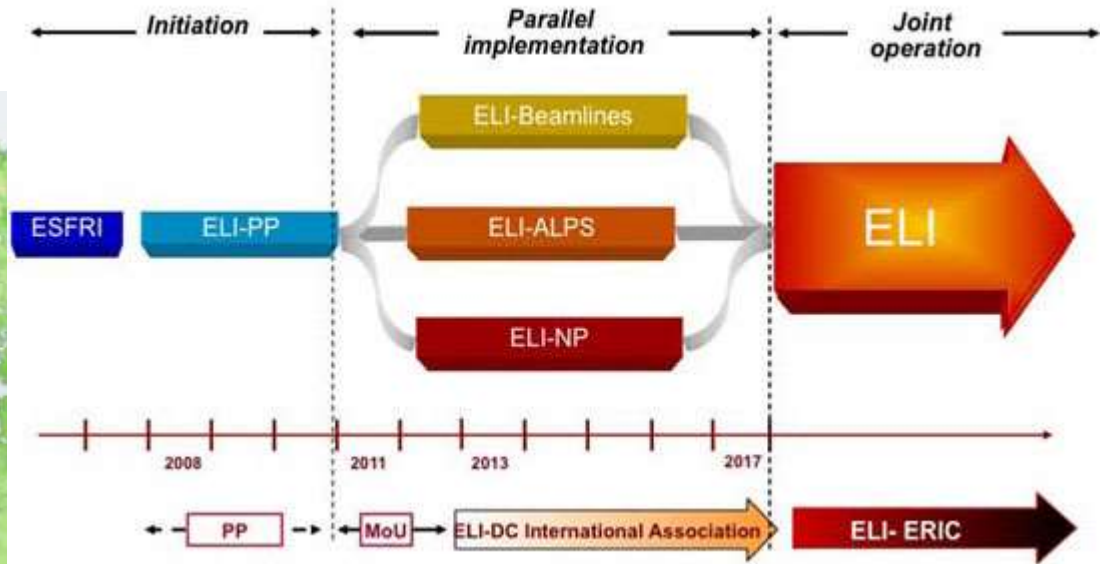 Initiation
Parallel
implementation
Joint
operation
ELI-Beamlines
ESFRI
ELI-PP
ELI-ALPS
ELI
ELI-NP
2008
2011
2013
2017
PP
MoU
ELI-DC International Association
ELI- ERIC